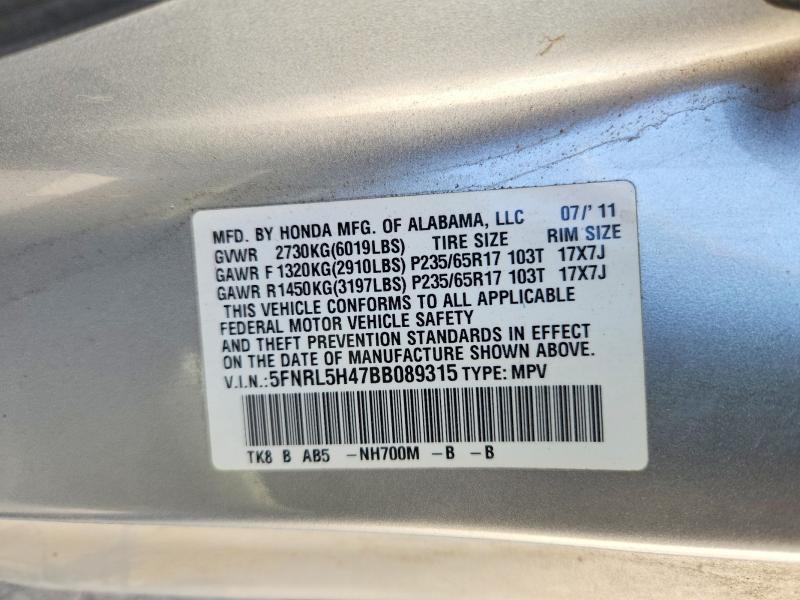 MFD. BY HONDA MFG. OF ALABAMA, LLC 07/' 11
GVWR 2730KG(6019LBS) TIRE SIZE RIM SIZE
GAWR F 1320KG(2910LBS) P235/65R17 103T 17X7J
GAWR R1450KG(3197LBS) P235/65R17 103T 17X7J
THIS VEHICLE CONFORMS TO ALL APPLICABLE
FEDERAL MOTOR VEHICLE SAFETY
AND THEFT PREVENTION STANDARDS IN EFFECT
ON THE DATE OF MANUFACTURE SHOWN ABOVE.
V.I.N.:5FNRL5H47BB089315 TYPE: MPV
TK8 B AB5 -NH700M -B -B